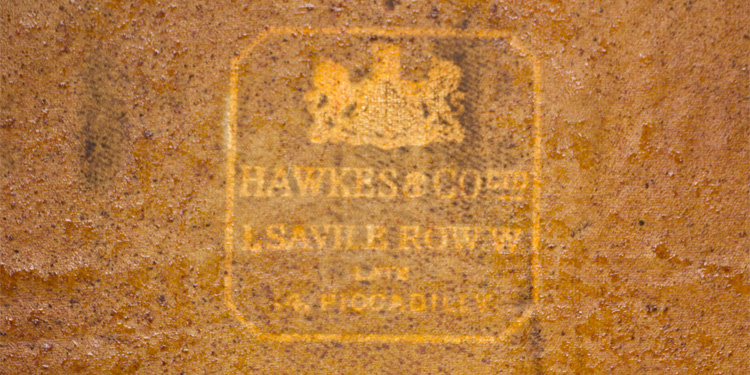 HAWKES & CO LTD
1, SAVILE ROW. W
LATE
14, PICCADILLY